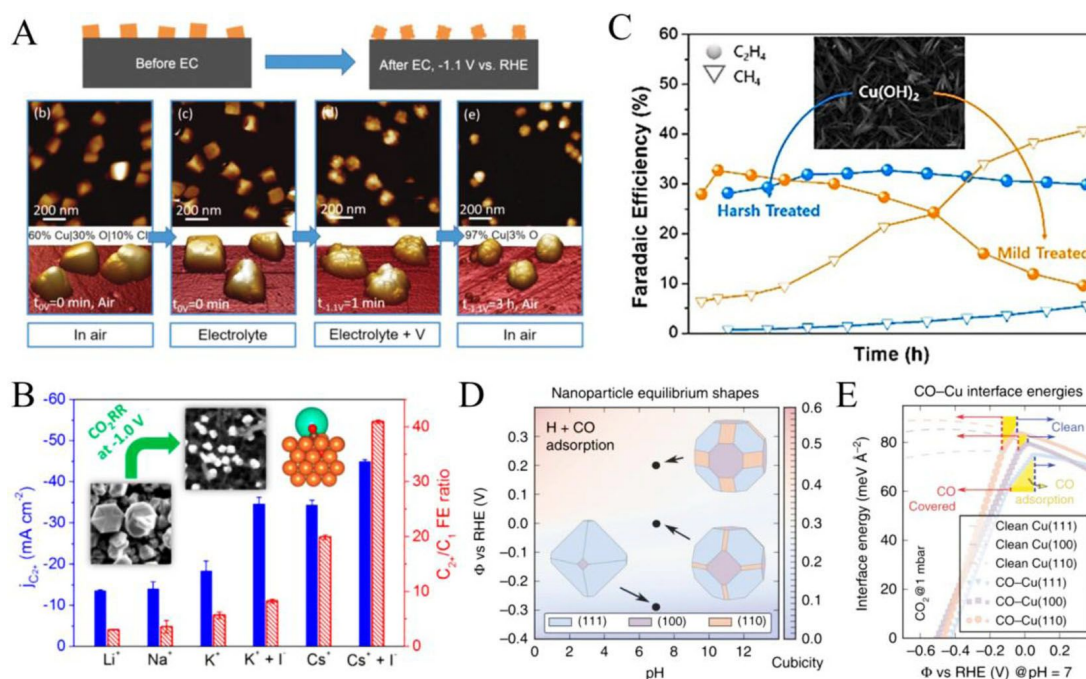 A
Before EC
After EC, -1.1 V vs. RHE
(b)
(c)
(d)
(e)
200 nm
200 nm
200 nm
200 nm
60% Cu|30% O|10% Cl
97% Cu|3% O
t0V=0 min, Air
t0V=0 min
t-1.1V=1 min
t-1.1V=3 h, Air
In air
Electrolyte
Electrolyte + V
In air
C
Faradaic Efficiency (%)
60
50
40
30
20
10
0
C₂H₄
CH₄
Cu(OH)₂
Harsh Treated
Mild Treated
Time (h)
B
jC₂₊ (mA cm⁻²)
-60
-50
-40
-30
-20
-10
0
CO₂RR
at -1.0 V
C₂₊/C₁ FE ratio
40
30
20
10
0
Li⁺
Na⁺
K⁺
K⁺ + I⁻
Cs⁺
Cs⁺ + I⁻
D
Nanoparticle equilibrium shapes
H + CO
adsorption
Φ vs RHE (V)
0.3
0.2
0.1
0.0
−0.1
−0.2
−0.3
−0.4
(111)
(100)
(110)
0
2
4
6
8
10
12
pH
0.6
0.5
0.4
0.3
0.2
0.1
0.0
Cubicity
E
CO–Cu interface energies
Interface energy (meV Å⁻²)
90
80
70
60
50
40
Clean
CO
adsorption
CO
Covered
CO₂ @1 mbar
Clean Cu(111)
Clean Cu(100)
Clean Cu(110)
CO–Cu(111)
CO–Cu(100)
CO–Cu(110)
−0.6
−0.4
−0.2
0.0
0.2
0.4
Φ vs RHE (V) @pH = 7